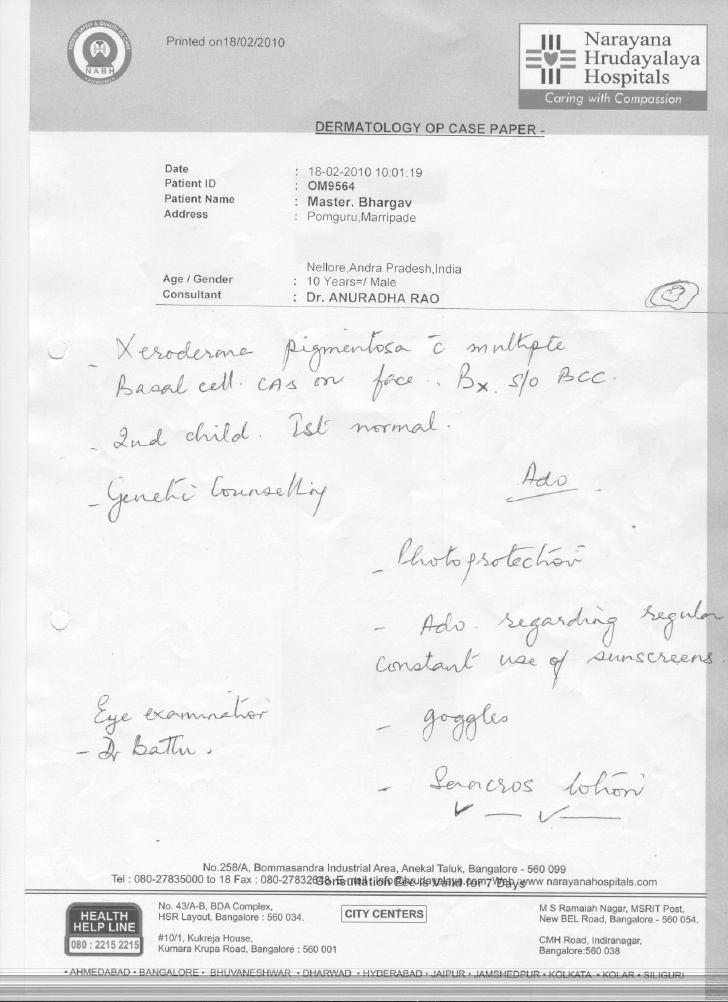 Printed on18/02/2010
NABH
Narayana
Hrudayalaya
Hospitals
Caring with Compassion
DERMATOLOGY OP CASE PAPER -
Date : 18-02-2010 10:01:19
Patient ID : OM9564
Patient Name : Master. Bhargav
Address : Pomguru,Marripade
Nellore,Andra Pradesh,India
Age / Gender : 10 Years=/ Male
Consultant : Dr. ANURADHA RAO
- Xeroderma pigmentosa c̄ multiple
Basal cell CAs on face. Bx s/o BCC.
- 2nd child. Ist normal.
- Genetic Counselling
Adv
- Photoprotection
- Adv. regarding regular
constant use of sunscreens.
Eye examination
- Dr
- goggles
- lotion
No.258/A, Bommasandra Industrial Area, Anekal Taluk, Bangalore - 560 099
Tel : 080-27835000 to 18 Fax : 080-27832648 Consultation Fee is Valid for 7 Days www narayanahospitals.com
HEALTH
HELP LINE
080 : 2215 2215
No. 43/A-B, BDA Complex,
HSR Layout, Bangalore : 560 034.
#10/1, Kukreja House,
Kumara Krupa Road, Bangalore : 560 001
CITY CENTERS
M S Ramaiah Nagar, MSRIT Post,
New BEL Road, Bangalore - 560 054.
CMH Road, Indiranagar,
Bangalore:560 038
• AHMEDABAD • BANGALORE • BHUVANESHWAR • DHARWAD • HYDERABAD • JAIPUR • JAMSHEDPUR • KOLKATA • KOLAR • SILIGURI